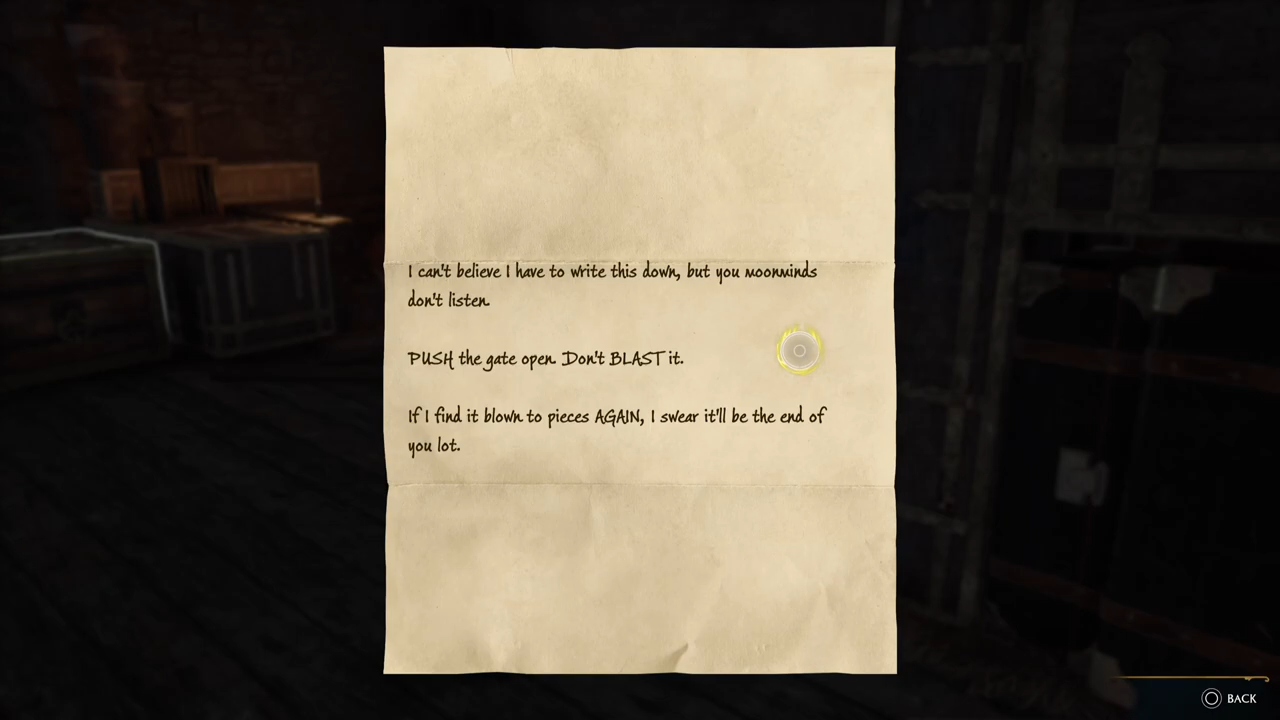 I can't believe I have to write this down, but you moonminds
don't listen.
PUSH the gate open. Don't BLAST it.
If I find it blown to pieces AGAIN, I swear it'll be the end of
you lot.
BACK